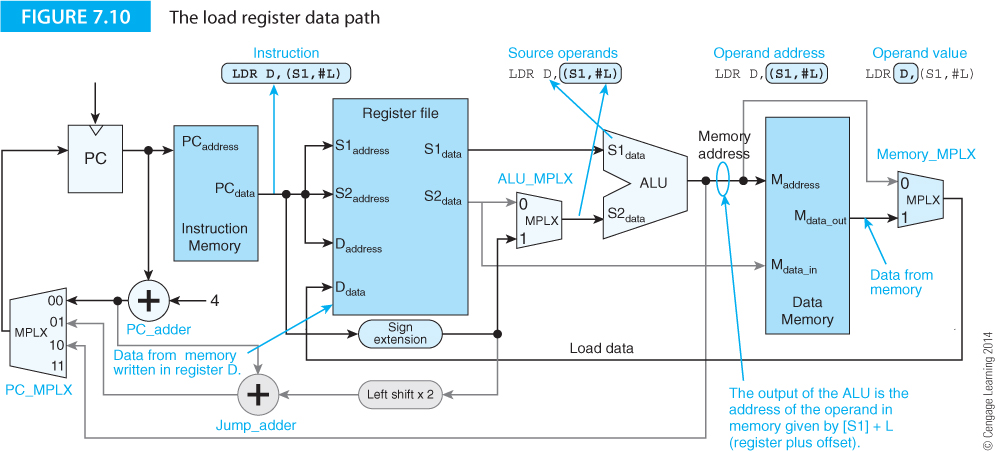 FIGURE 7.10
The load register data path
Instruction
LDR D,(S1,#L)
Source operands
LDR D,(S1,#L)
Operand address
LDR D,(S1,#L)
Operand value
LDR D,(S1,#L)
PC
PCaddress
PCdata
Instruction
Memory
Register file
S1address
S2address
Daddress
Ddata
S1data
S2data
ALU_MPLX
0
MPLX
1
S1data
ALU
S2data
Memory
address
Maddress
Mdata_out
Mdata_in
Data
Memory
Memory_MPLX
0
MPLX
1
Data from
memory
4
PC_adder
00
01
MPLX
10
11
PC_MPLX
Data from memory
written in register D.
Sign
extension
Left shift x 2
Jump_adder
Load data
The output of the ALU is the
address of the operand in
memory given by [S1] + L
(register plus offset).
© Cengage Learning 2014